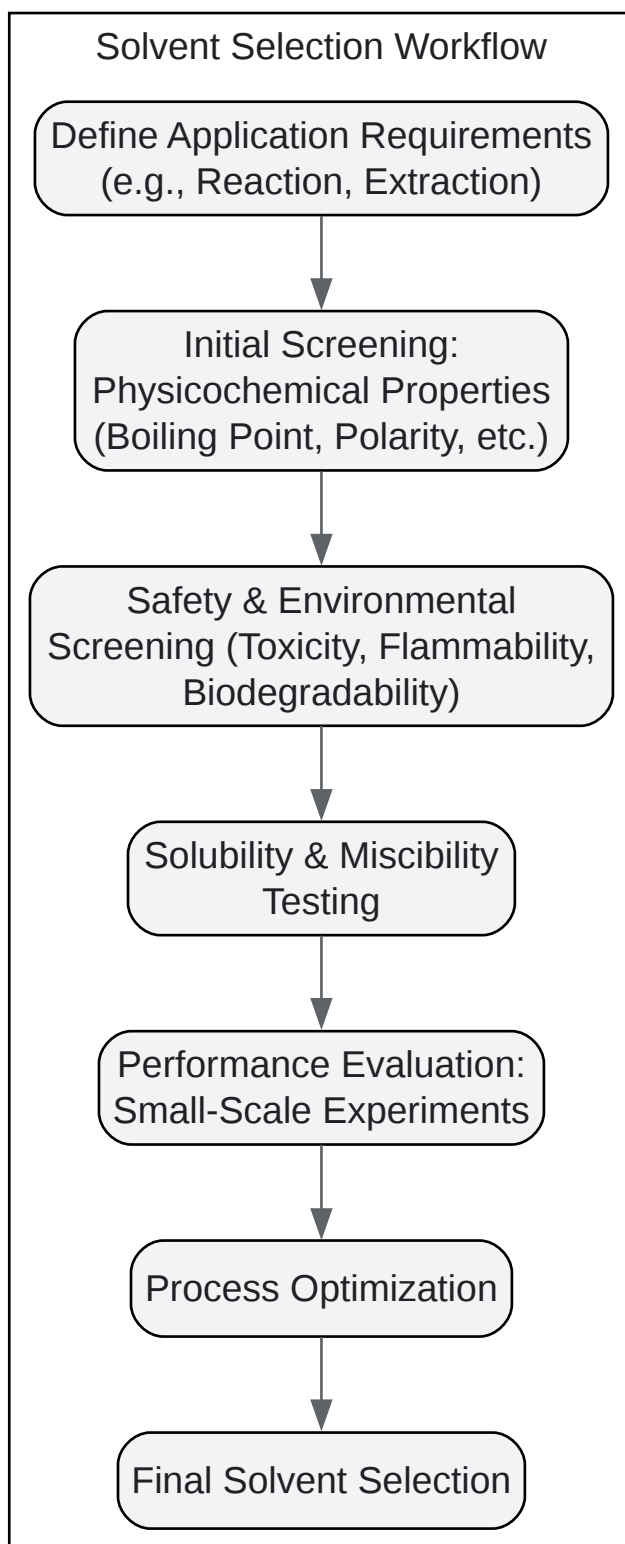 Solvent Selection Workflow
Define Application Requirements
(e.g., Reaction, Extraction)
Initial Screening:
Physicochemical Properties
(Boiling Point, Polarity, etc.)
Safety & Environmental
Screening (Toxicity, Flammability,
Biodegradability)
Solubility & Miscibility
Testing
Performance Evaluation:
Small-Scale Experiments
Process Optimization
Final Solvent Selection